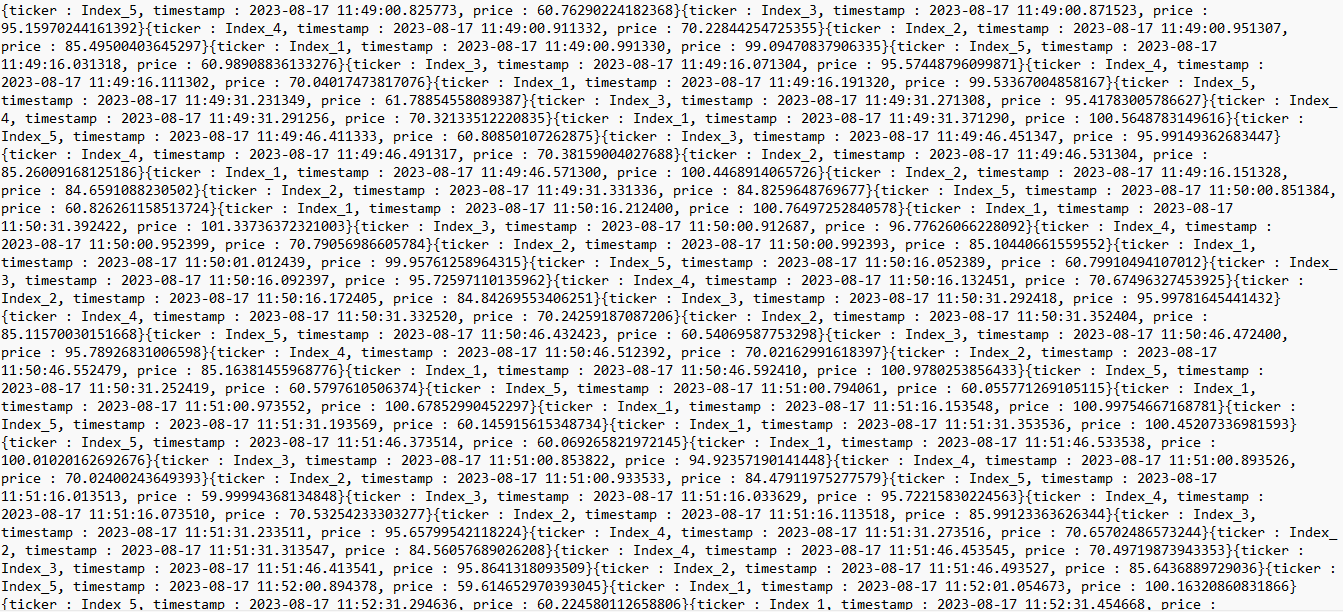 {ticker : Index_5, timestamp : 2023-08-17 11:49:00.825773, price : 60.76290224182368}{ticker : Index_3, timestamp : 2023-08-17 11:49:00.871523, price :
95.15970244161392}{ticker : Index_4, timestamp : 2023-08-17 11:49:00.911332, price : 70.22844254725355}{ticker : Index_2, timestamp : 2023-08-17 11:49:00.951307,
price : 85.49500403645297}{ticker : Index_1, timestamp : 2023-08-17 11:49:00.991330, price : 99.09470837906335}{ticker : Index_5, timestamp : 2023-08-17
11:49:16.031318, price : 60.98908836133276}{ticker : Index_3, timestamp : 2023-08-17 11:49:16.071304, price : 95.57448796099871}{ticker : Index_4, timestamp :
2023-08-17 11:49:16.111302, price : 70.04017473817076}{ticker : Index_1, timestamp : 2023-08-17 11:49:16.191320, price : 99.53367004858167}{ticker : Index_5,
timestamp : 2023-08-17 11:49:31.231349, price : 61.78854558089387}{ticker : Index_3, timestamp : 2023-08-17 11:49:31.271308, price : 95.41783005786627}{ticker : Index_
4, timestamp : 2023-08-17 11:49:31.291256, price : 70.32133512220835}{ticker : Index_1, timestamp : 2023-08-17 11:49:31.371290, price : 100.5648783149616}{ticker :
Index_5, timestamp : 2023-08-17 11:49:46.411333, price : 60.80850107262875}{ticker : Index_3, timestamp : 2023-08-17 11:49:46.451347, price : 95.99149362683447}
{ticker : Index_4, timestamp : 2023-08-17 11:49:46.491317, price : 70.38159004027688}{ticker : Index_2, timestamp : 2023-08-17 11:49:46.531304, price :
85.26009168125186}{ticker : Index_1, timestamp : 2023-08-17 11:49:46.571300, price : 100.4468914065726}{ticker : Index_2, timestamp : 2023-08-17 11:49:16.151328,
price : 84.6591088230502}{ticker : Index_2, timestamp : 2023-08-17 11:49:31.331336, price : 84.8259648769677}{ticker : Index_5, timestamp : 2023-08-17 11:50:00.851384,
price : 60.826261158513724}{ticker : Index_1, timestamp : 2023-08-17 11:50:16.212400, price : 100.76497252840578}{ticker : Index_1, timestamp : 2023-08-17
11:50:31.392422, price : 101.33736372321003}{ticker : Index_3, timestamp : 2023-08-17 11:50:00.912687, price : 96.77626066228092}{ticker : Index_4, timestamp :
2023-08-17 11:50:00.952399, price : 70.79056986605784}{ticker : Index_2, timestamp : 2023-08-17 11:50:00.992393, price : 85.10440661559552}{ticker : Index_1,
timestamp : 2023-08-17 11:50:01.012439, price : 99.95761258964315}{ticker : Index_5, timestamp : 2023-08-17 11:50:16.052389, price : 60.79910494107012}{ticker : Index_
3, timestamp : 2023-08-17 11:50:16.092397, price : 95.72597110135962}{ticker : Index_4, timestamp : 2023-08-17 11:50:16.132451, price : 70.67496327453925}{ticker :
Index_2, timestamp : 2023-08-17 11:50:16.172405, price : 84.84269553406251}{ticker : Index_3, timestamp : 2023-08-17 11:50:31.292418, price : 95.99781645441432}
{ticker : Index_4, timestamp : 2023-08-17 11:50:31.332520, price : 70.24259187087206}{ticker : Index_2, timestamp : 2023-08-17 11:50:31.352404, price :
85.11570030151668}{ticker : Index_5, timestamp : 2023-08-17 11:50:46.432423, price : 60.54069587753298}{ticker : Index_3, timestamp : 2023-08-17 11:50:46.472400,
price : 95.78926831006598}{ticker : Index_4, timestamp : 2023-08-17 11:50:46.512392, price : 70.02162991618397}{ticker : Index_2, timestamp : 2023-08-17
11:50:46.552479, price : 85.16381455968776}{ticker : Index_1, timestamp : 2023-08-17 11:50:46.592410, price : 100.9780253856433}{ticker : Index_5, timestamp :
2023-08-17 11:50:31.252419, price : 60.5797610506374}{ticker : Index_5, timestamp : 2023-08-17 11:51:00.794061, price : 60.055771269105115}{ticker : Index_1,
timestamp : 2023-08-17 11:51:00.973552, price : 100.67852990452297}{ticker : Index_1, timestamp : 2023-08-17 11:51:16.153548, price : 100.99754667168781}{ticker :
Index_5, timestamp : 2023-08-17 11:51:31.193569, price : 60.145915615348734}{ticker : Index_1, timestamp : 2023-08-17 11:51:31.353536, price : 100.45207336981593}
{ticker : Index_5, timestamp : 2023-08-17 11:51:46.373514, price : 60.069265821972145}{ticker : Index_1, timestamp : 2023-08-17 11:51:46.533538, price :
100.01020162692676}{ticker : Index_3, timestamp : 2023-08-17 11:51:00.853822, price : 94.92357190141448}{ticker : Index_4, timestamp : 2023-08-17 11:51:00.893526,
price : 70.02400243649393}{ticker : Index_2, timestamp : 2023-08-17 11:51:00.933533, price : 84.47911975277579}{ticker : Index_5, timestamp : 2023-08-17
11:51:16.013513, price : 59.99994368134848}{ticker : Index_3, timestamp : 2023-08-17 11:51:16.033629, price : 95.72215830224563}{ticker : Index_4, timestamp :
2023-08-17 11:51:16.073510, price : 70.53254233303277}{ticker : Index_2, timestamp : 2023-08-17 11:51:16.113518, price : 85.99123363626344}{ticker : Index_3,
timestamp : 2023-08-17 11:51:31.233511, price : 95.65799542118224}{ticker : Index_4, timestamp : 2023-08-17 11:51:31.273516, price : 70.65702486573244}{ticker : Index_
2, timestamp : 2023-08-17 11:51:31.313547, price : 84.56057689026208}{ticker : Index_4, timestamp : 2023-08-17 11:51:46.453545, price : 70.49719873943353}{ticker :
Index_3, timestamp : 2023-08-17 11:51:46.413541, price : 95.8641318093509}{ticker : Index_2, timestamp : 2023-08-17 11:51:46.493527, price : 85.6436889729036}{ticker :
Index_5, timestamp : 2023-08-17 11:52:00.894378, price : 59.614652970393045}{ticker : Index_1, timestamp : 2023-08-17 11:52:01.054673, price : 100.16320860831866}
{ticker : Index_5, timestamp : 2023-08-17 11:52:31.294636, price : 60.224580112658806}{ticker : Index_1, timestamp : 2023-08-17 11:52:31.454668, price :